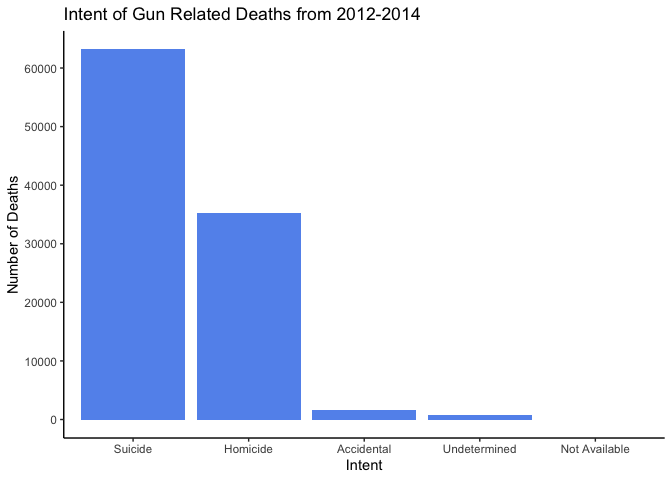 Intent of Gun Related Deaths from 2012-2014
Number of Deaths
60000
50000
40000
30000
20000
10000
0
Suicide Homicide Accidental Undetermined Not Available
Intent